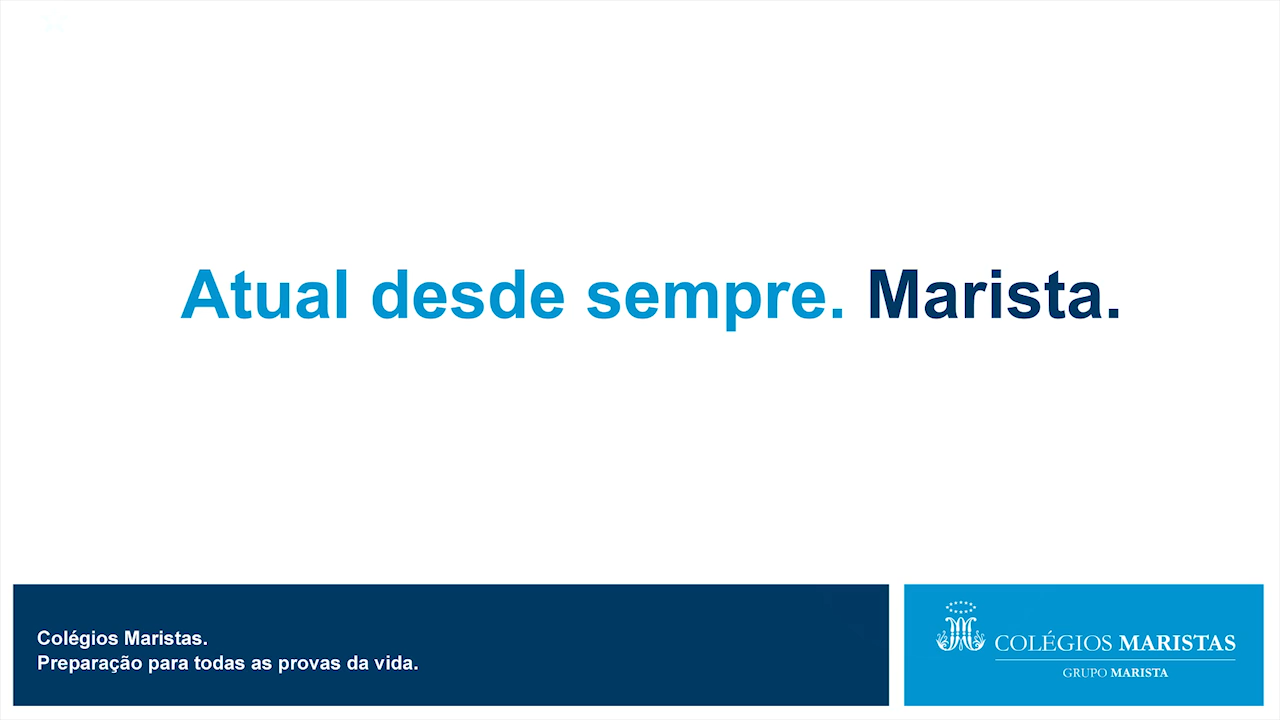 Atual desde sempre. Marista.
Colégios Maristas.
Preparação para todas as provas da vida.
COLÉGIOS MARISTAS
GRUPO MARISTA